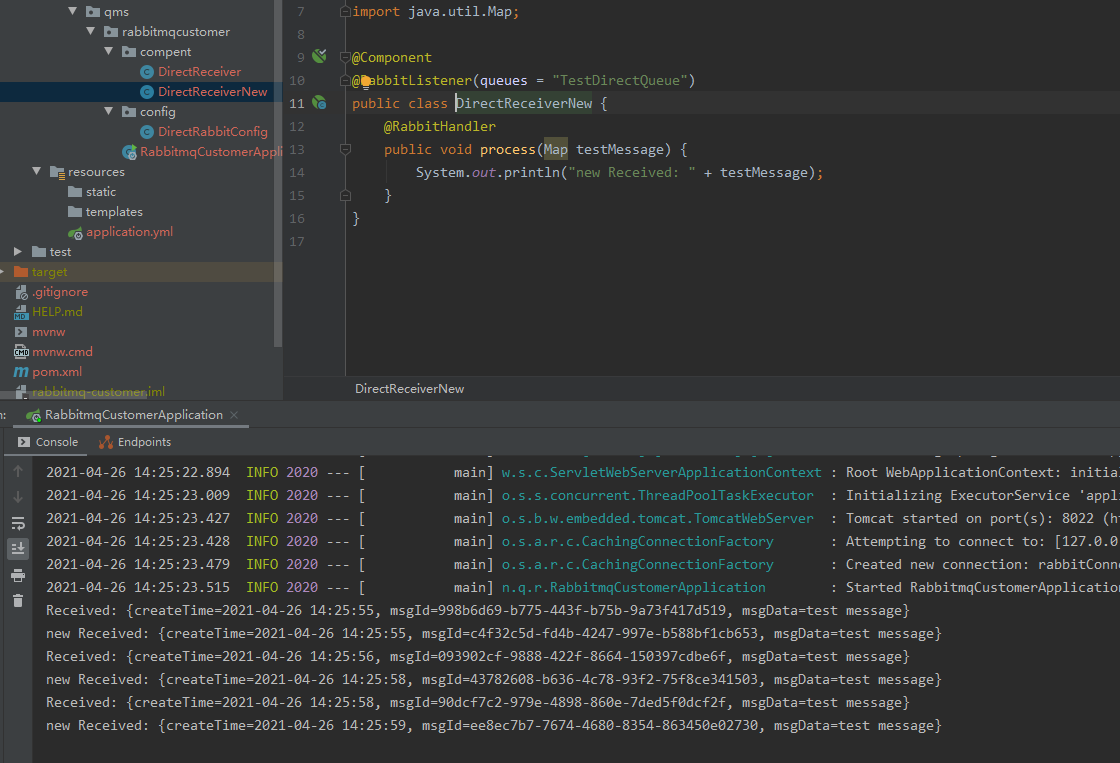 qms
rabbitmqcustomer
compent
DirectReceiver
DirectReceiverNew
config
DirectRabbitConfig
RabbitmqCustomerAppli
resources
static
templates
application.yml
test
target
.gitignore
HELP.md
mvnw
mvnw.cmd
pom.xml
rabbitmq-customer.iml
7 import java.util.Map;
8
9 @Component
10 @RabbitListener(queues = "TestDirectQueue")
11 public class DirectReceiverNew {
12 @RabbitHandler
13 public void process(Map testMessage) {
14 System.out.println("new Received: " + testMessage);
15 }
16 }
17
DirectReceiverNew
RabbitmqCustomerApplication
Console Endpoints
2021-04-26 14:25:22.894 INFO 2020 --- [ main] w.s.c.ServletWebServerApplicationContext : Root WebApplicationContext: initial
2021-04-26 14:25:23.009 INFO 2020 --- [ main] o.s.s.concurrent.ThreadPoolTaskExecutor : Initializing ExecutorService 'appli
2021-04-26 14:25:23.427 INFO 2020 --- [ main] o.s.b.w.embedded.tomcat.TomcatWebServer : Tomcat started on port(s): 8022 (ht
2021-04-26 14:25:23.428 INFO 2020 --- [ main] o.s.a.r.c.CachingConnectionFactory : Attempting to connect to: [127.0.0
2021-04-26 14:25:23.479 INFO 2020 --- [ main] o.s.a.r.c.CachingConnectionFactory : Created new connection: rabbitConne
2021-04-26 14:25:23.515 INFO 2020 --- [ main] n.q.r.RabbitmqCustomerApplication : Started RabbitmqCustomerApplication
Received: {createTime=2021-04-26 14:25:55, msgId=998b6d69-b775-443f-b75b-9a73f417d519, msgData=test message}
new Received: {createTime=2021-04-26 14:25:55, msgId=c4f32c5d-fd4b-4247-997e-b588bf1cb653, msgData=test message}
Received: {createTime=2021-04-26 14:25:56, msgId=093902cf-9888-422f-8664-150397cdbe6f, msgData=test message}
new Received: {createTime=2021-04-26 14:25:58, msgId=43782608-b636-4c78-93f2-75f8ce341503, msgData=test message}
Received: {createTime=2021-04-26 14:25:58, msgId=90dcf7c2-979e-4898-860e-7ded5f0dcf2f, msgData=test message}
new Received: {createTime=2021-04-26 14:25:59, msgId=ee8ec7b7-7674-4680-8354-863450e02730, msgData=test message}